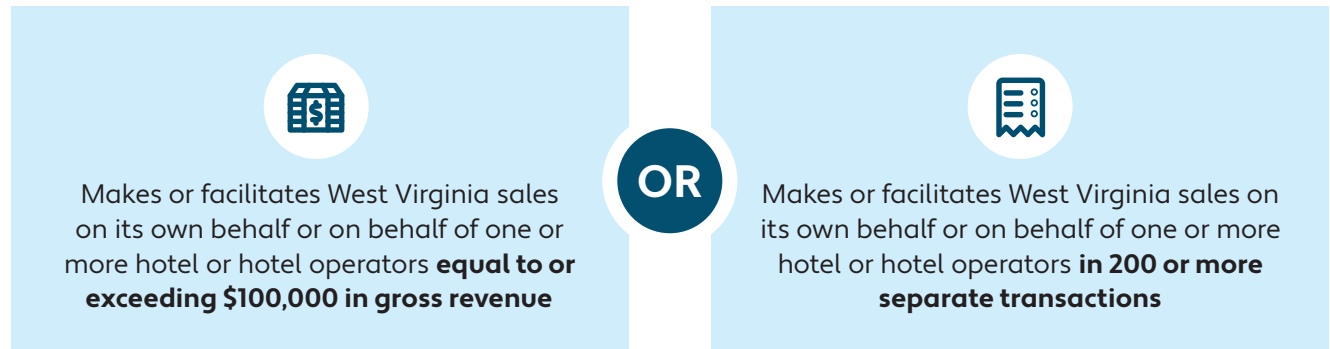 $
Makes or facilitates West Virginia sales
on its own behalf or on behalf of one or
more hotel or hotel operators equal to or
exceeding $100,000 in gross revenue
OR
Makes or facilitates West Virginia sales on
its own behalf or on behalf of one or more
hotel or hotel operators in 200 or more
separate transactions